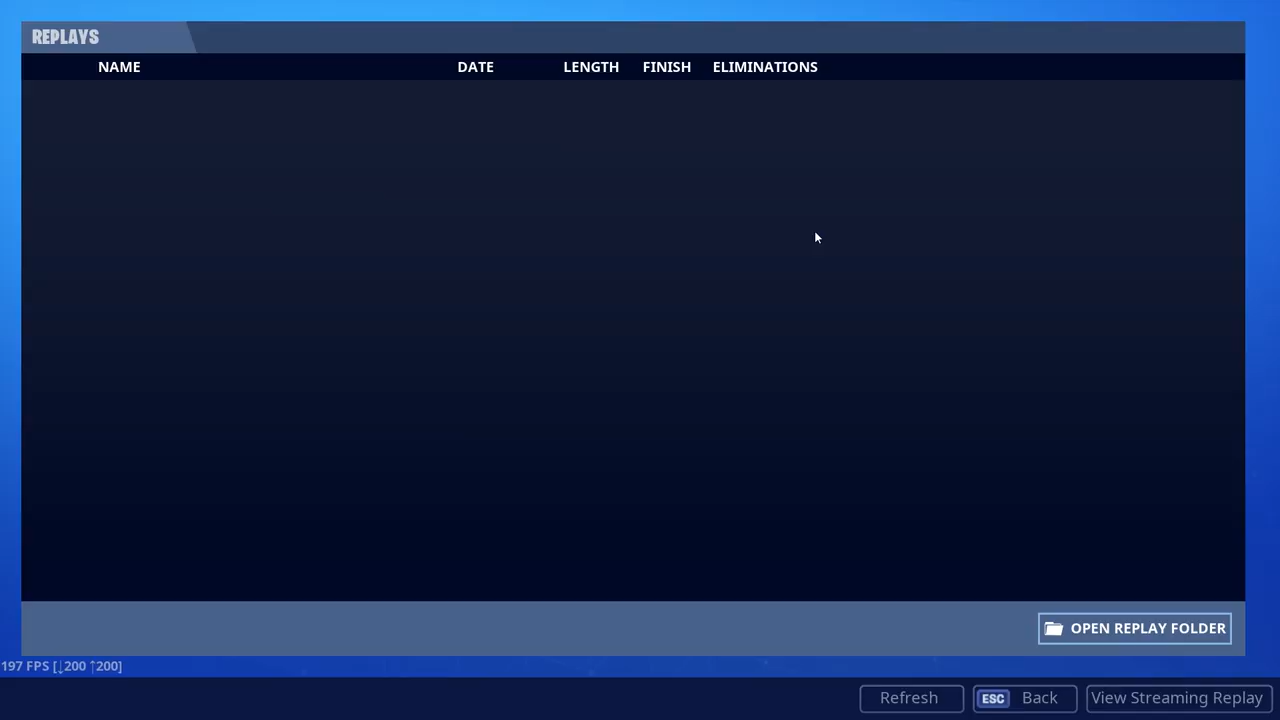 REPLAYS
NAME DATE LENGTH FINISH ELIMINATIONS
OPEN REPLAY FOLDER
197 FPS [↓200 ↑200]
Refresh ESC Back View Streaming Replay